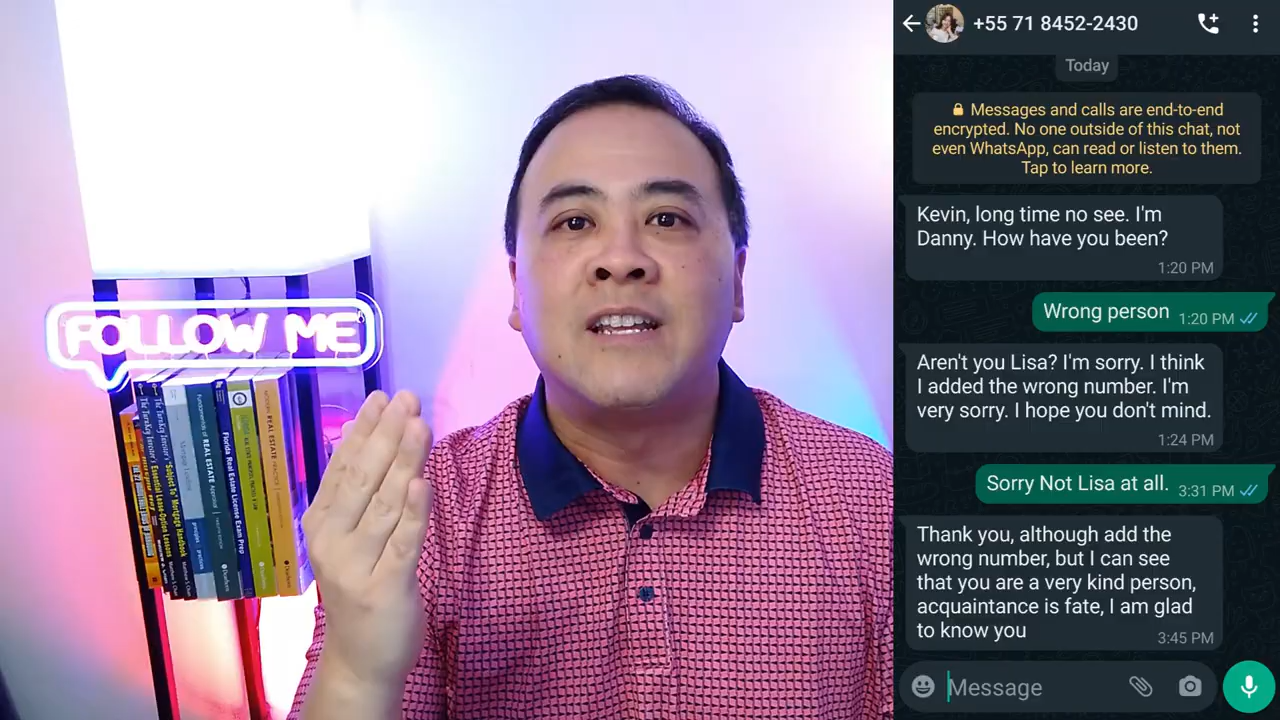 FOLLOW ME
REAL ESTATE
Florida Real Estate License Exam Prep
+55 71 8452-2430
Today
Messages and calls are end-to-end
encrypted. No one outside of this chat, not
even WhatsApp, can read or listen to them.
Tap to learn more.
Kevin, long time no see. I'm
Danny. How have you been?
1:20 PM
Wrong person 1:20 PM
Aren't you Lisa? I'm sorry. I think
I added the wrong number. I'm
very sorry. I hope you don't mind.
1:24 PM
Sorry Not Lisa at all. 3:31 PM
Thank you, although add the
wrong number, but I can see
that you are a very kind person,
acquaintance is fate, I am glad
to know you 3:45 PM
Message